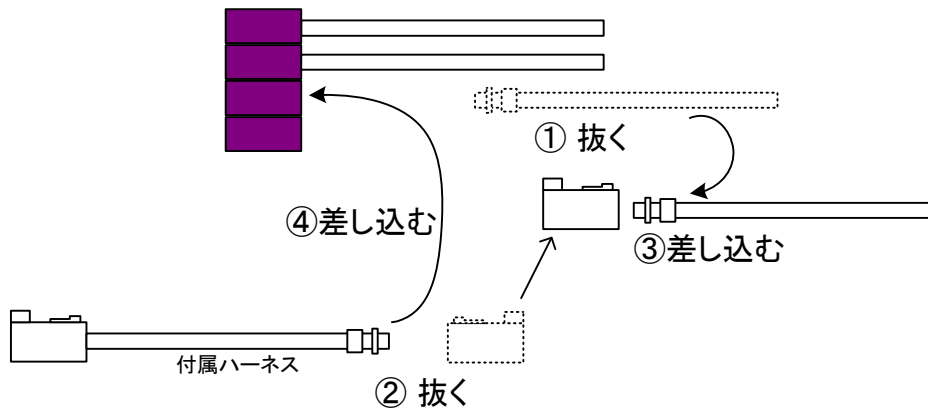 ① 抜く
④差し込む
③差し込む
付属ハーネス
② 抜く